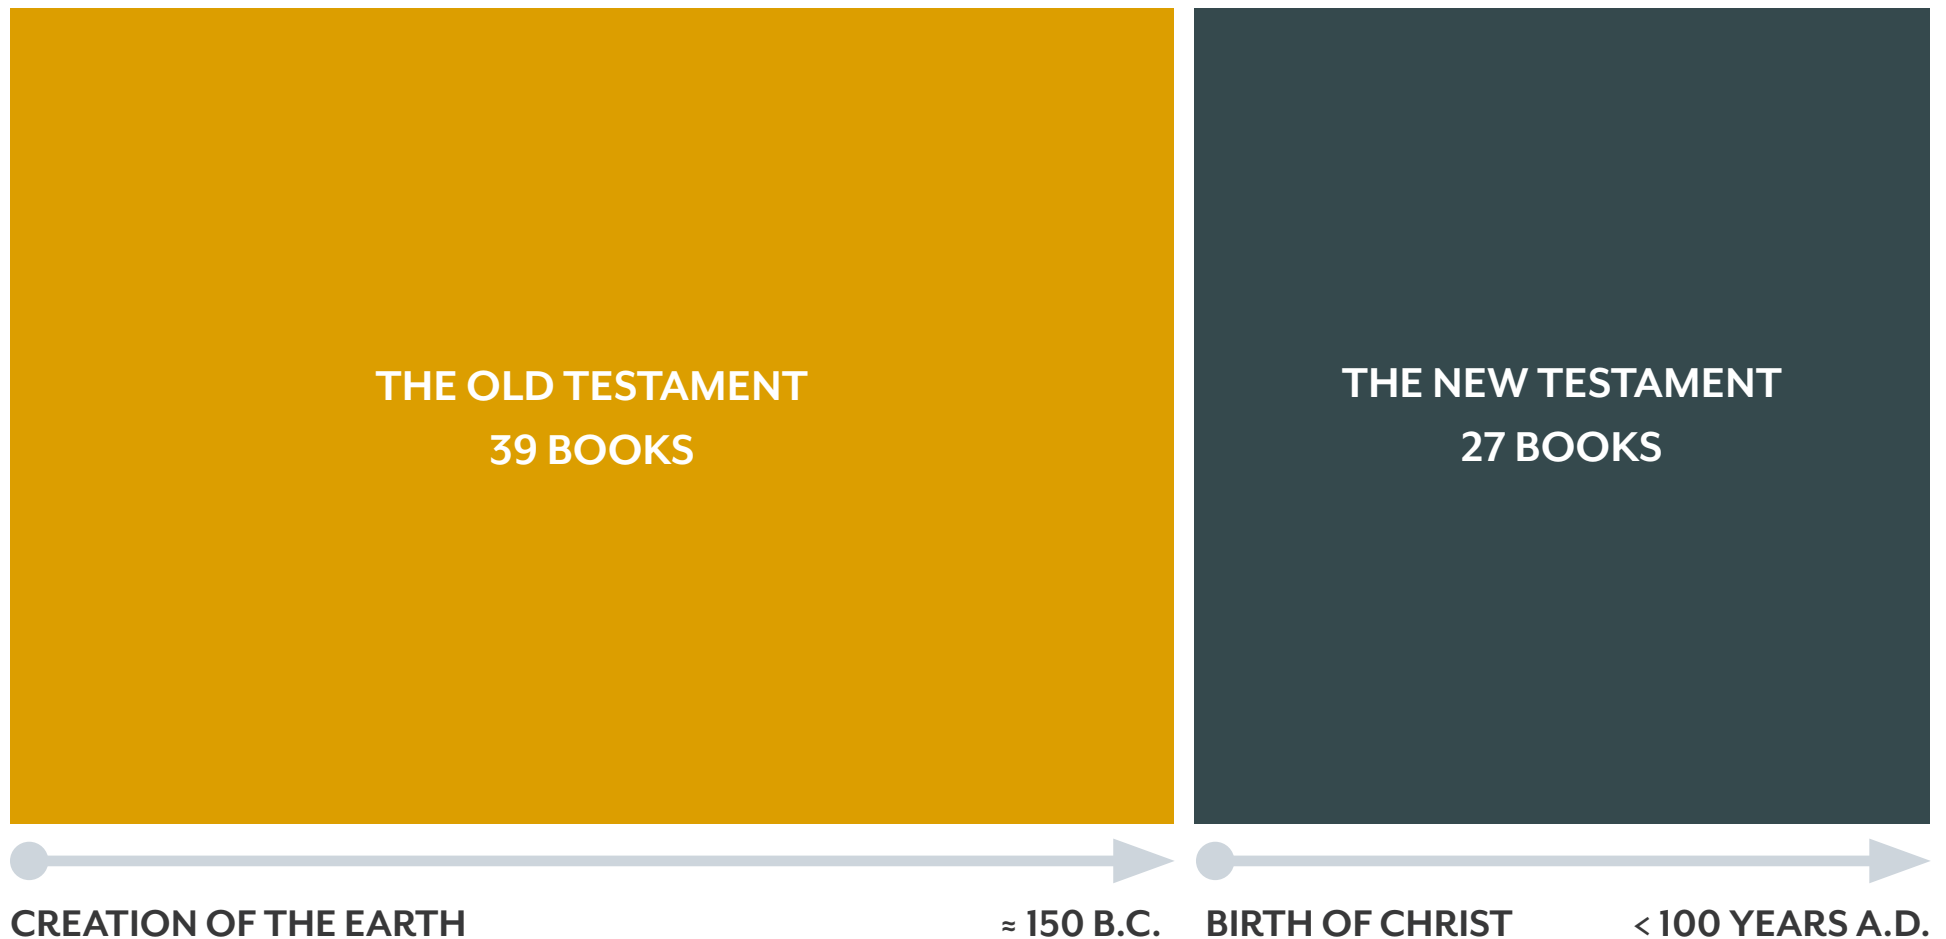 THE OLD TESTAMENT
39 BOOKS
THE NEW TESTAMENT
27 BOOKS
CREATION OF THE EARTH
≈ 150 B.C.
BIRTH OF CHRIST
< 100 YEARS A.D.